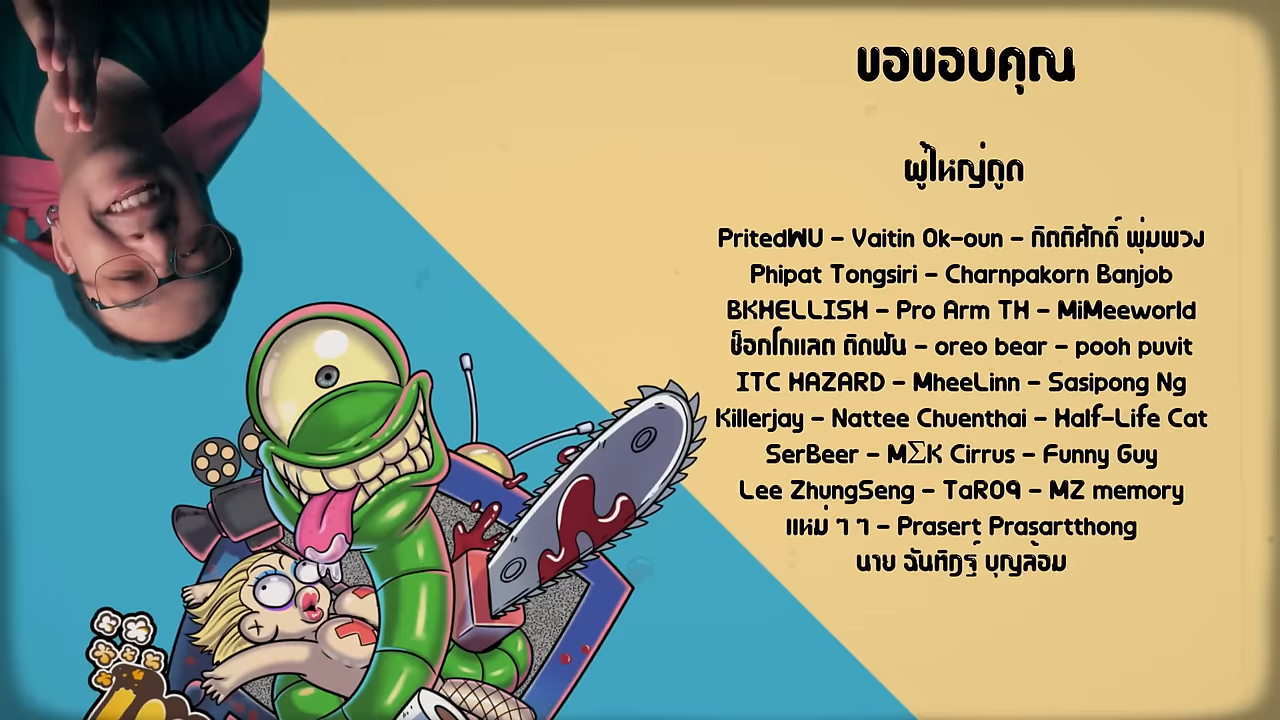 ขอขอบคุณ
ผู้ใหญ่ถูด
PritedWU - Vaitin Ok-oun - กิตติศักดิ์ พุ่มพวง
Phipat Tongsiri - Charnpakorn Banjob
BKHELLISH - Pro Arm TH - MiMeeworld
ช็อกโกแลต ติดฟัน - oreo bear - pooh puvit
ITC HAZARD - MheeLinn - Sasipong Ng
Killerjay - Nattee Chuenthai - Half-Life Cat
SerBeer - MΣK Cirrus - Funny Guy
Lee ZhungSeng - TaRO9 - MZ memory
แหม่ ๆ ๆ - Prasert Prasartthong
นาย ฉันทิฏฐ์ บุญล้อม